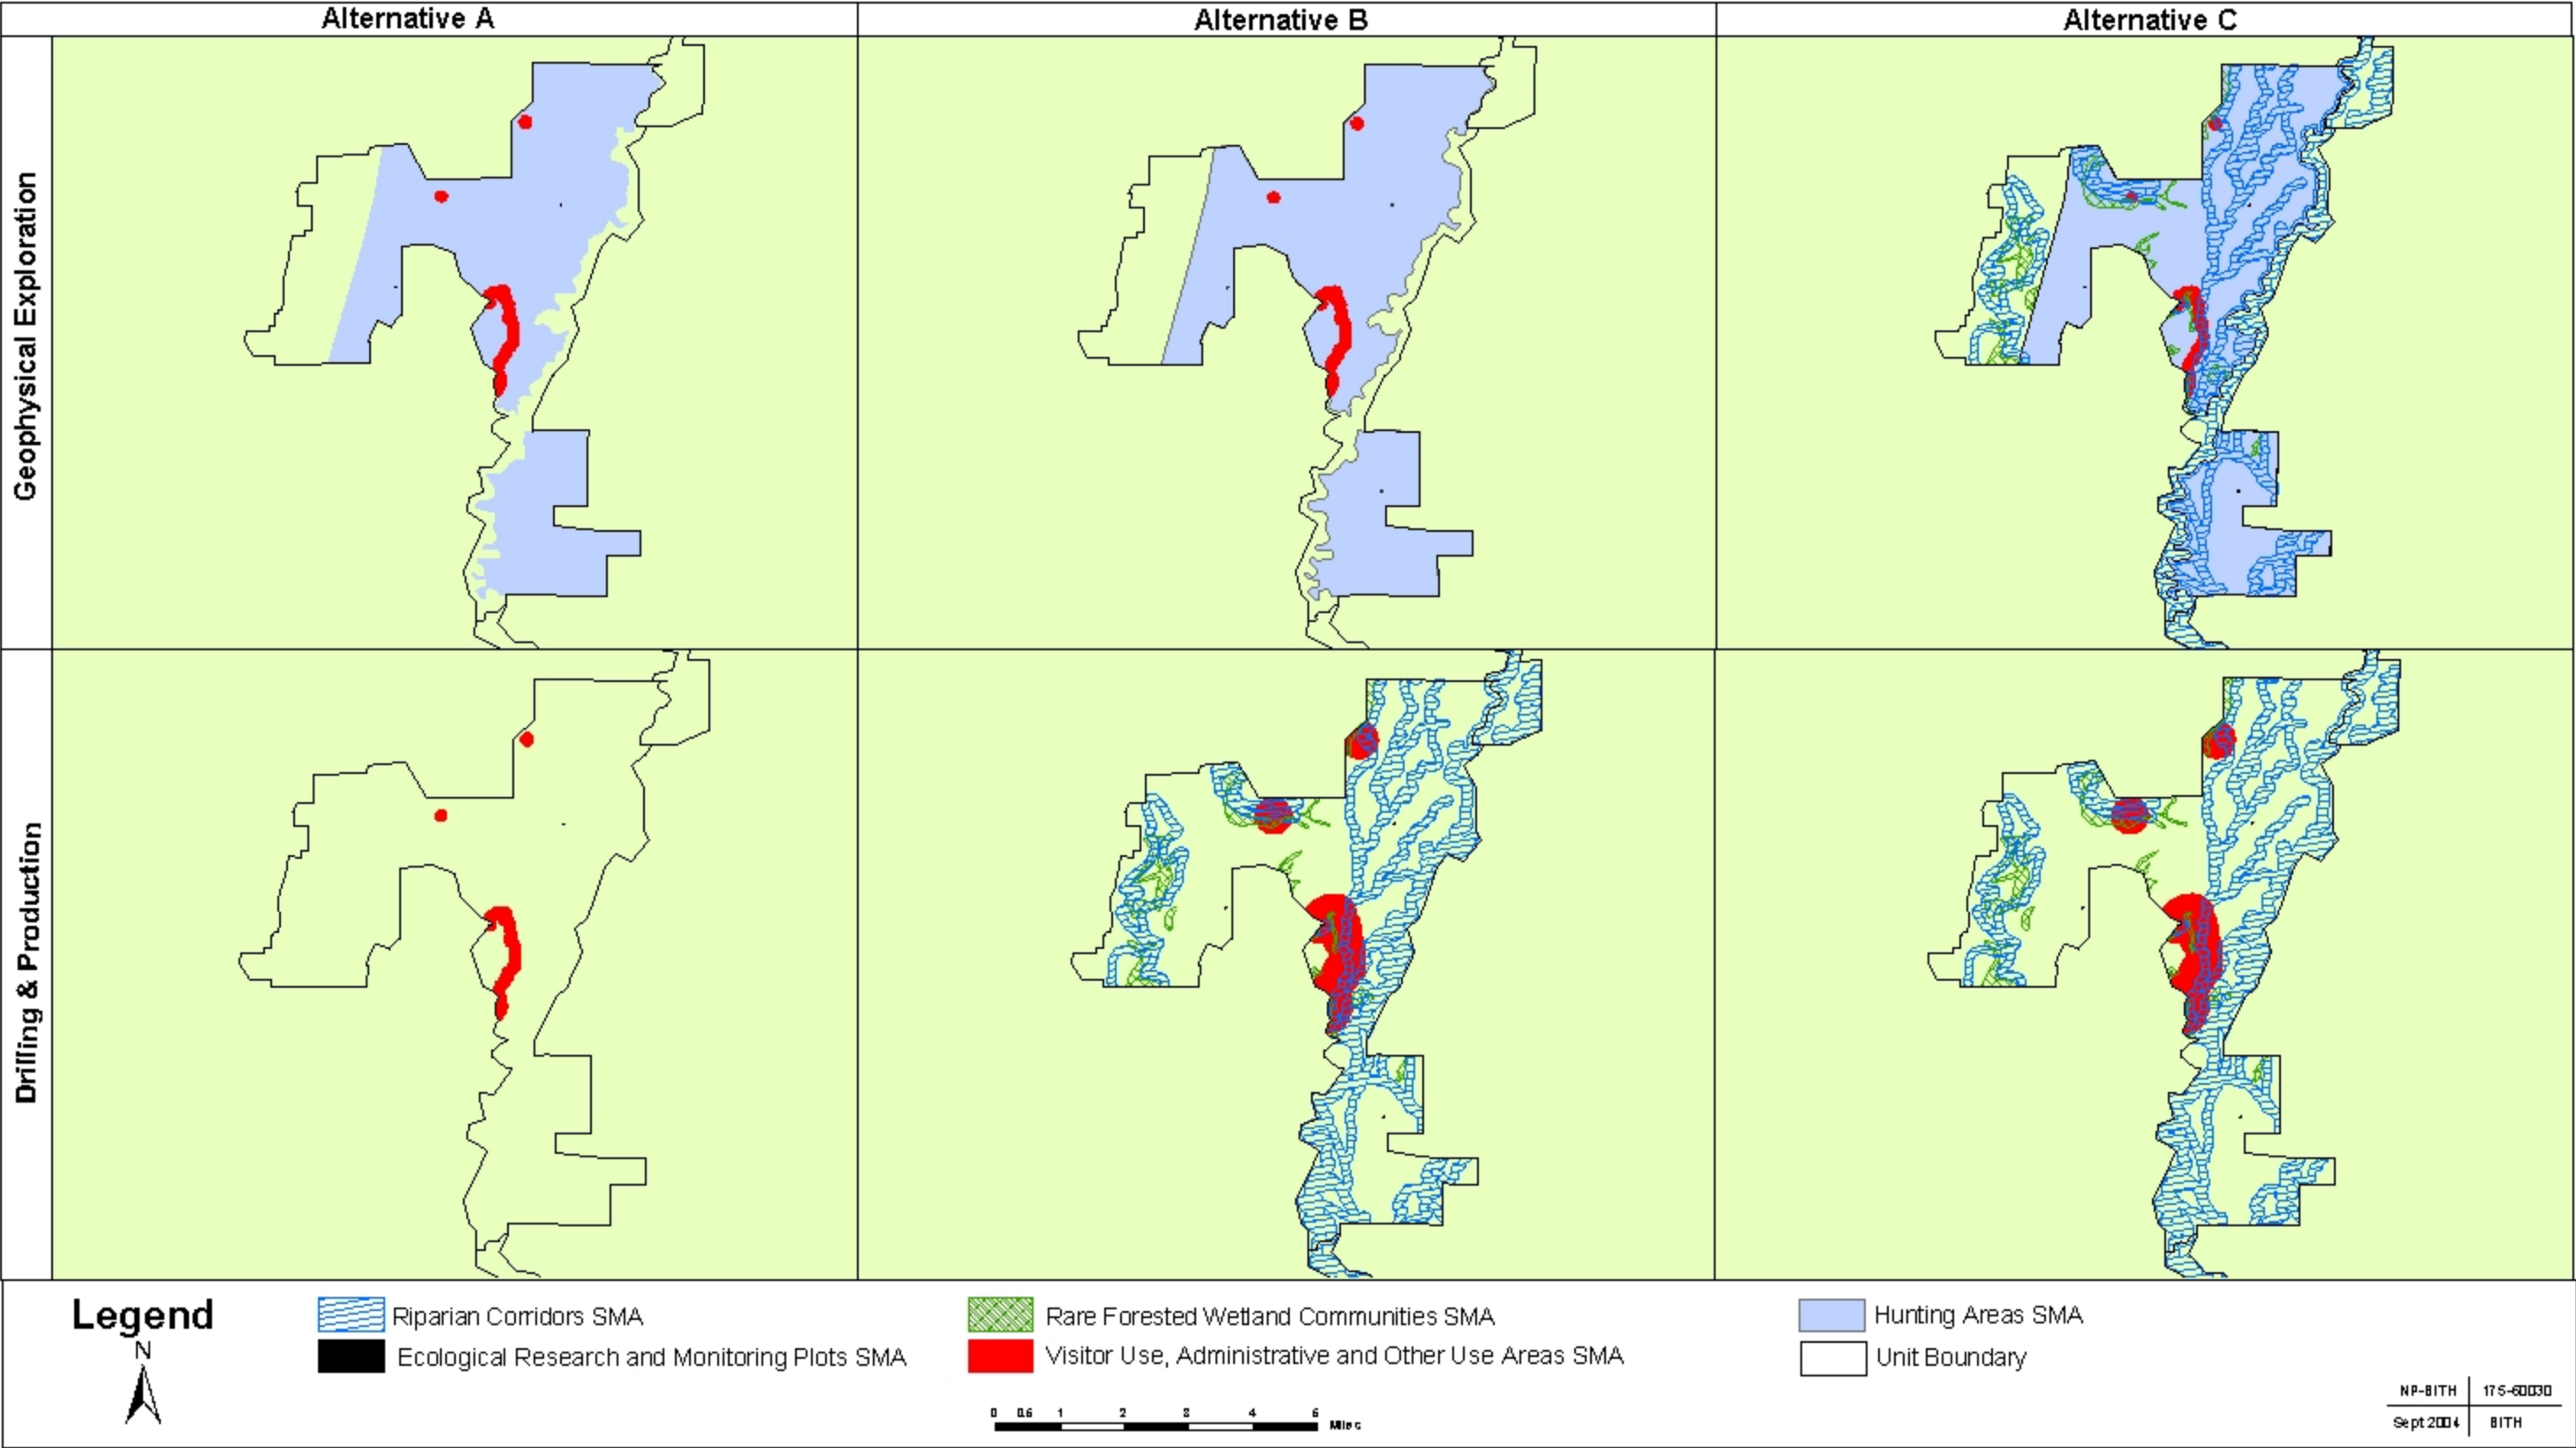 Alternative A
Alternative B
Alternative C
Geophysical Exploration
Drilling & Production
Legend
N
Riparian Corridors SMA
Ecological Research and Monitoring Plots SMA
Rare Forested Wetland Communities SMA
Visitor Use, Administrative and Other Use Areas SMA
Hunting Areas SMA
Unit Boundary
0 0.5 1 2 3 4 5 Miles
NP-BITH 175-60030
Sept 2004 BITH